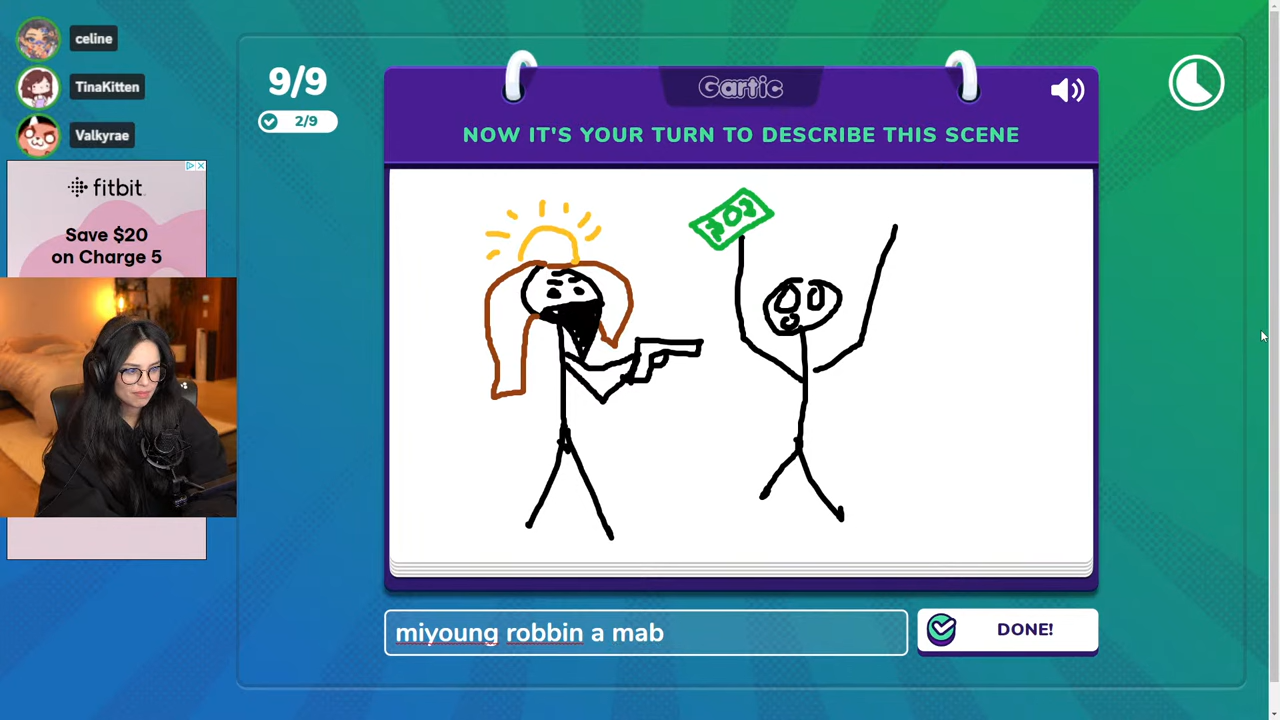 celine
TinaKitten
Valkyrae
fitbit
Save $20
on Charge 5
9/9
2/9
Gartic
NOW IT'S YOUR TURN TO DESCRIBE THIS SCENE
miyoung robbin a mab
DONE!